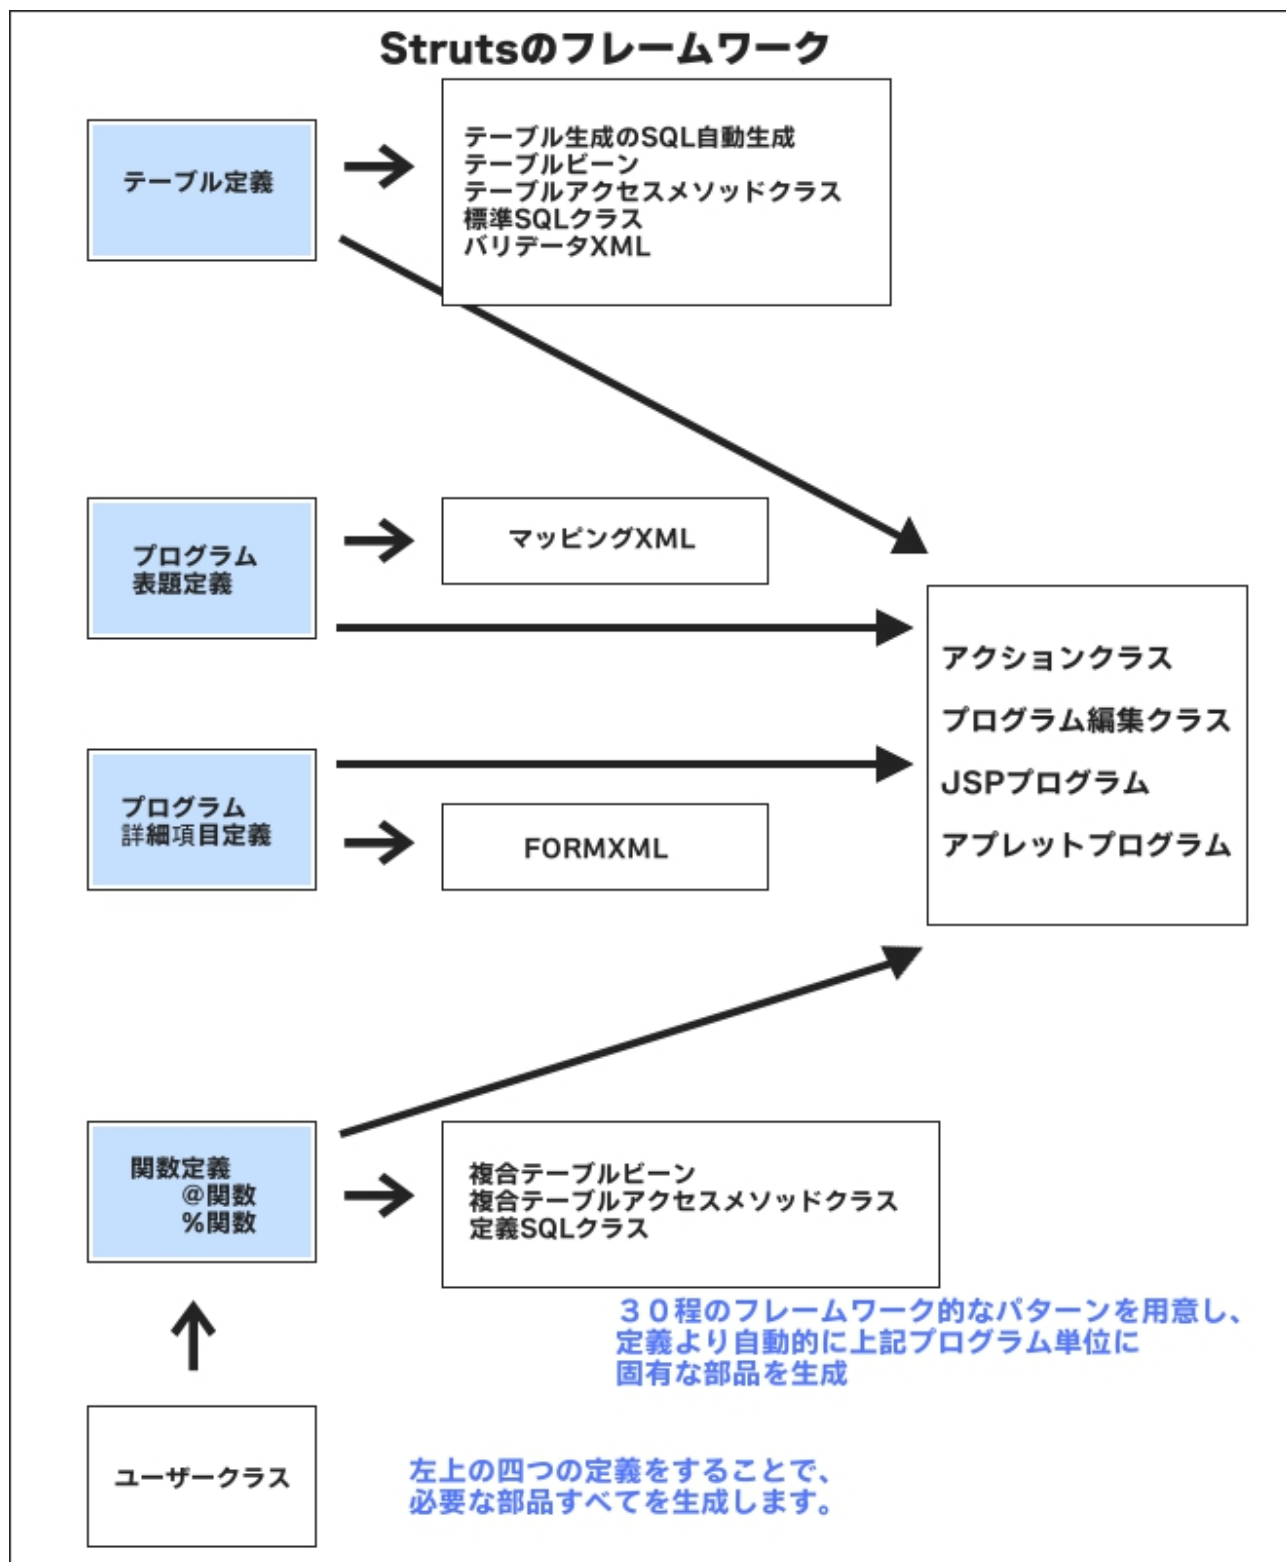 Strutsのフレームワーク
テーブル定義
テーブル生成のSQL自動生成
テーブルビーン
テーブルアクセスメソッドクラス
標準SQLクラス
バリデータXML
プログラム
表題定義
マッピングXML
プログラム
詳細項目定義
FORMXML
アクションクラス
プログラム編集クラス
JSPプログラム
アプレットプログラム
関数定義
@関数
%関数
複合テーブルビーン
複合テーブルアクセスメソッドクラス
定義SQLクラス
３０程のフレームワーク的なパターンを用意し、
定義より自動的に上記プログラム単位に
固有な部品を生成
ユーザークラス
左上の四つの定義をすることで、
必要な部品すべてを生成します。